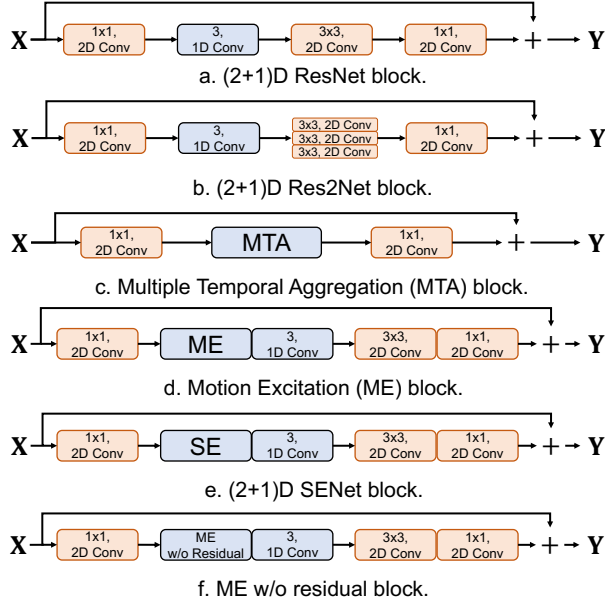 X 1x1, 2D Conv 3, 1D Conv 3x3, 2D Conv 1x1, 2D Conv + Y
a. (2+1)D ResNet block.
X 1x1, 2D Conv 3, 1D Conv 3x3, 2D Conv 3x3, 2D Conv 3x3, 2D Conv 1x1, 2D Conv + Y
b. (2+1)D Res2Net block.
X 1x1, 2D Conv MTA 1x1, 2D Conv + Y
c. Multiple Temporal Aggregation (MTA) block.
X 1x1, 2D Conv ME 3, 1D Conv 3x3, 2D Conv 1x1, 2D Conv + Y
d. Motion Excitation (ME) block.
X 1x1, 2D Conv SE 3, 1D Conv 3x3, 2D Conv 1x1, 2D Conv + Y
e. (2+1)D SENet block.
X 1x1, 2D Conv ME w/o Residual 3, 1D Conv 3x3, 2D Conv 1x1, 2D Conv + Y
f. ME w/o residual block.